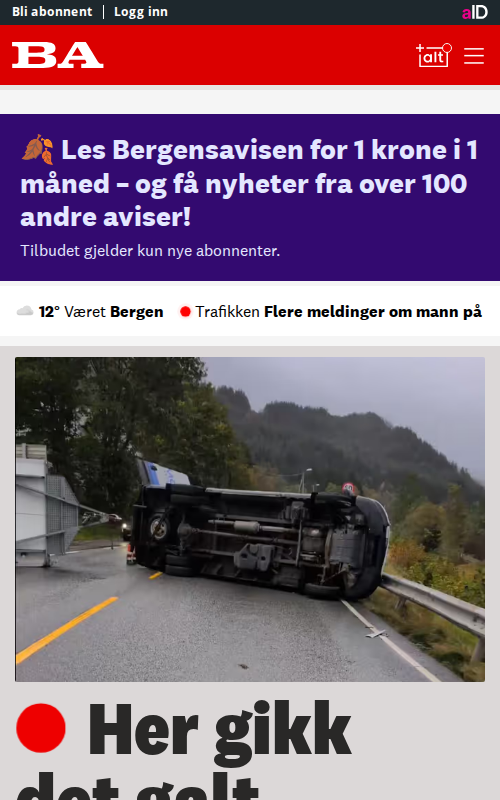 Bli abonnent | Logg inn
aID
BA
alt
Les Bergensavisen for 1 krone i 1
måned – og få nyheter fra over 100
andre aviser!
Tilbudet gjelder kun nye abonnenter.
12° Været Bergen Trafikken Flere meldinger om mann på
Her gikk
det galt